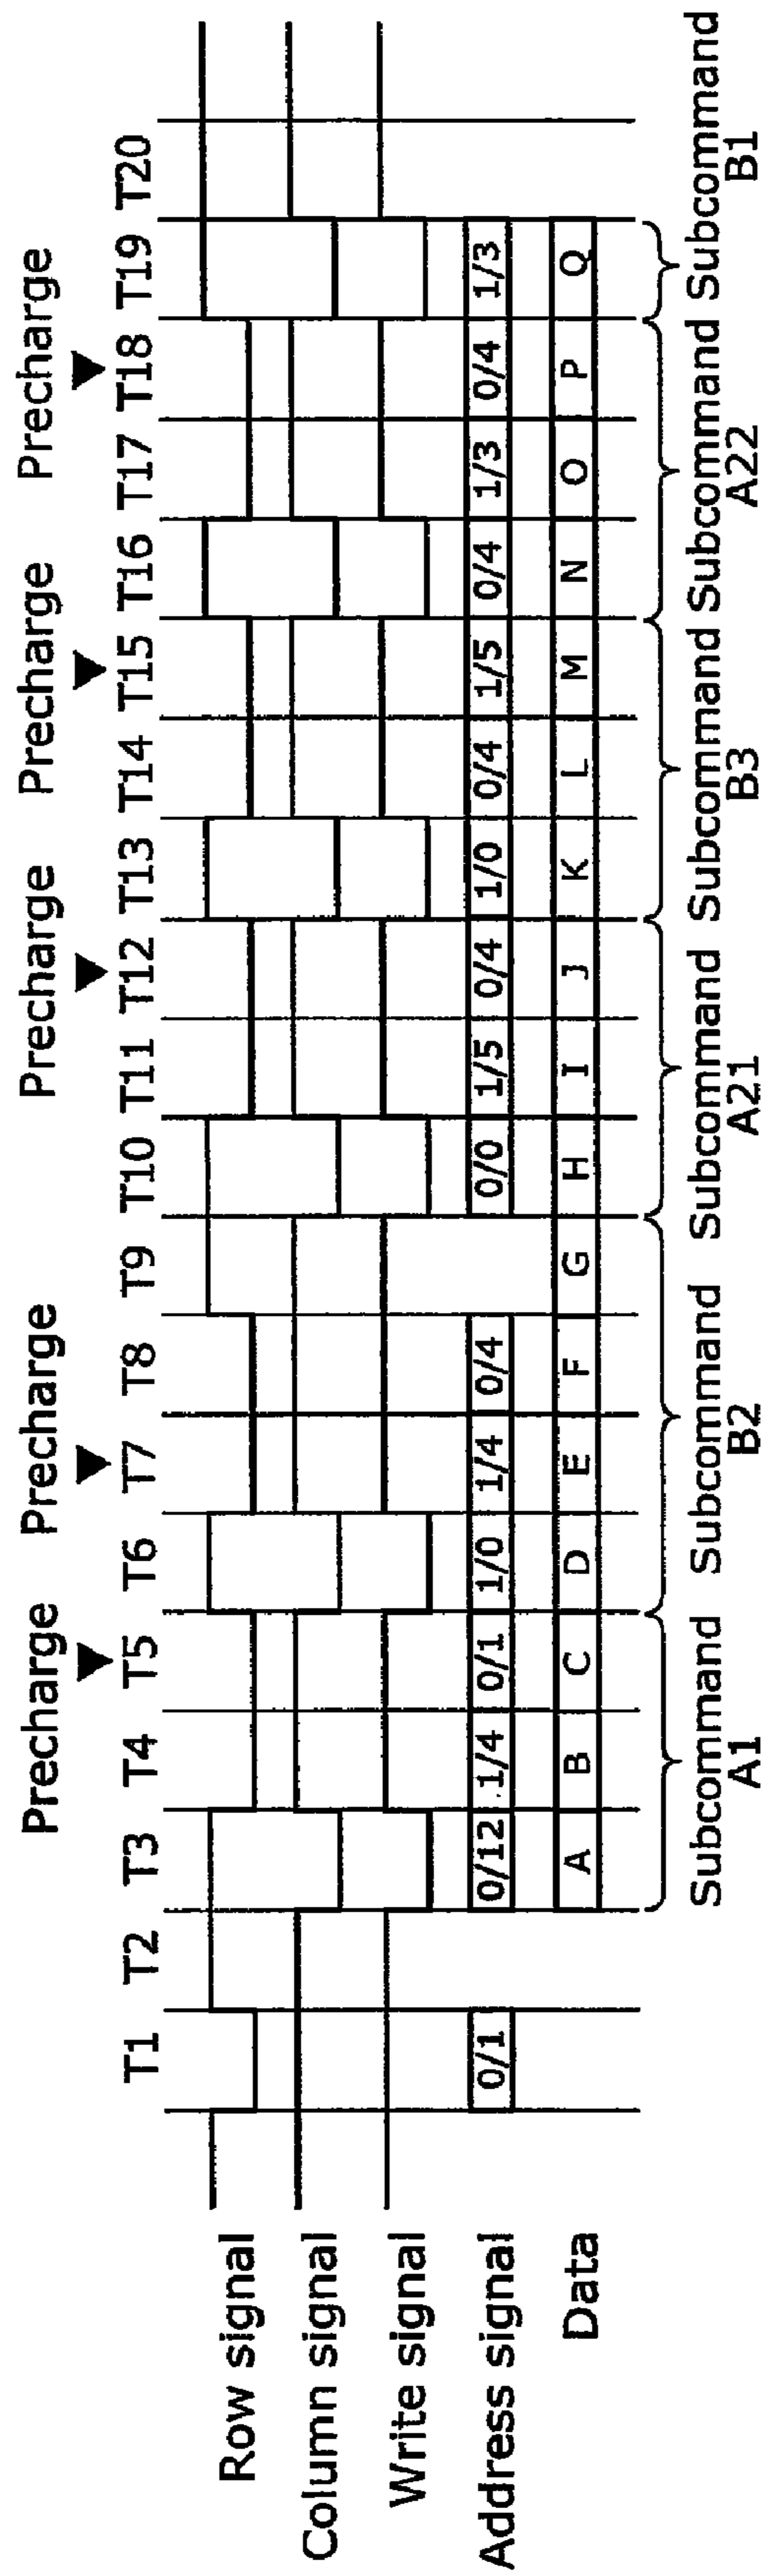 Precharge Precharge Precharge Precharge Precharge
T1 T2 T3 T4 T5 T6 T7 T8 T9 T10 T11 T12 T13 T14 T15 T16 T17 T18 T19 T20
Row signal
Column signal
Write signal
Address signal 0/1 0/12 1/4 0/1 1/0 1/4 0/4 0/0 1/5 0/4 1/0 0/4 1/5 0/4 1/3 0/4 1/3
Data A B C D E F G H I J K L M N O P Q
Subcommand Subcommand Subcommand Subcommand Subcommand Subcommand
A1 B2 A21 B3 A22 B1